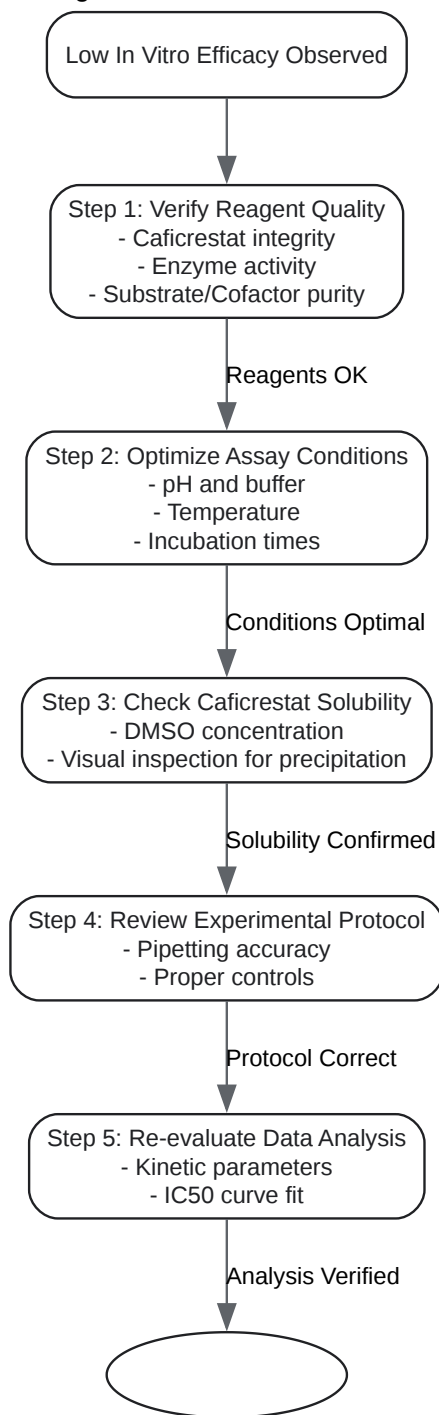 Low In Vitro Efficacy Observed
Step 1: Verify Reagent Quality
- Caficrestat integrity
- Enzyme activity
- Substrate/Cofactor purity
Reagents OK
Step 2: Optimize Assay Conditions
- pH and buffer
- Temperature
- Incubation times
Conditions Optimal
Step 3: Check Caficrestat Solubility
- DMSO concentration
- Visual inspection for precipitation
Solubility Confirmed
Step 4: Review Experimental Protocol
- Pipetting accuracy
- Proper controls
Protocol Correct
Step 5: Re-evaluate Data Analysis
- Kinetic parameters
- IC50 curve fit
Analysis Verified